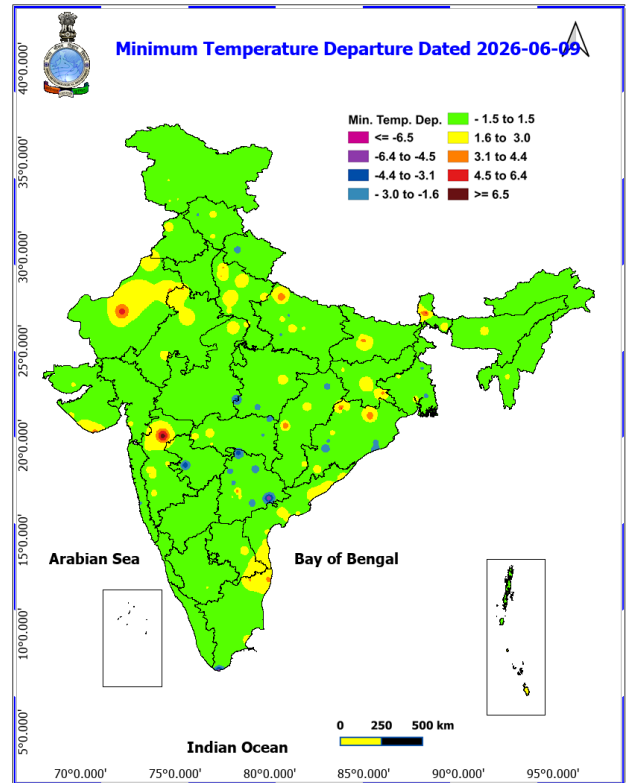 Minimum Temperature Departure Dated 2026-06-09
Min. Temp. Dep.
<= -6.5
-6.4 to -4.5
-4.4 to -3.1
- 3.0 to -1.6
- 1.5 to 1.5
1.6 to 3.0
3.1 to 4.4
4.5 to 6.4
>= 6.5
40°0.000'
35°0.000'
30°0.000'
25°0.000'
20°0.000'
15°0.000'
10°0.000'
5°0.000'
Arabian Sea
Bay of Bengal
Indian Ocean
0 250 500 km
70°0.000' 75°0.000' 80°0.000' 85°0.000' 90°0.000' 95°0.000'